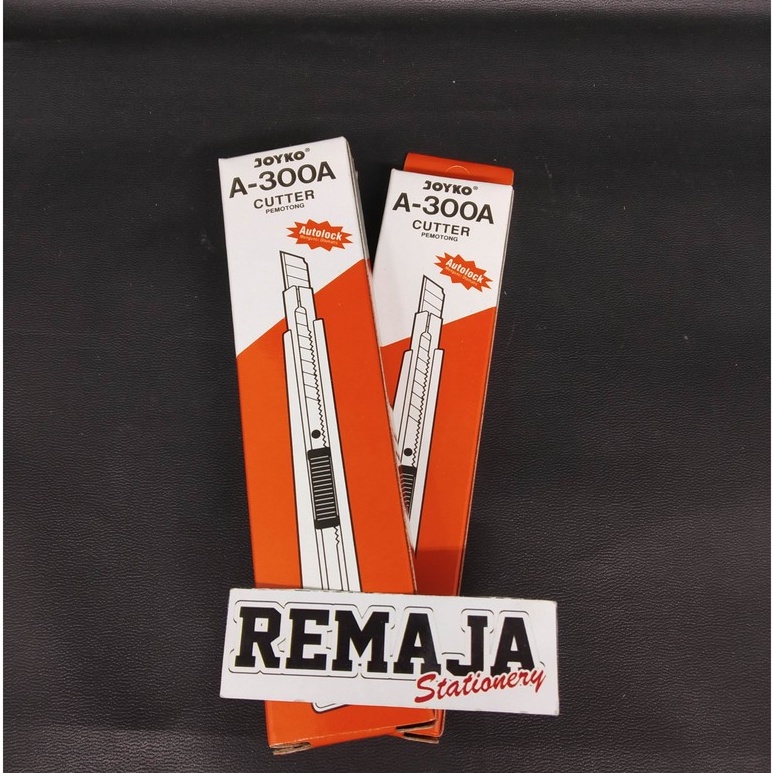 JOYKO®
A-300A
CUTTER
PEMOTONG
Autolock
JOYKO®
A-300A
CUTTER
PEMOTONG
Autolock
REMAJA
Stationery